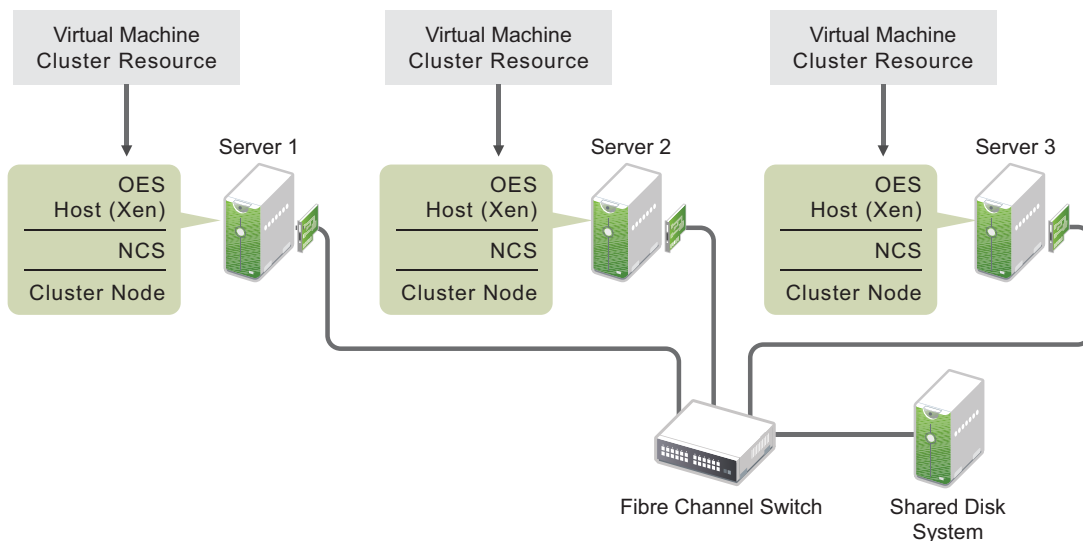 Virtual Machine
Cluster Resource
Virtual Machine
Cluster Resource
Virtual Machine
Cluster Resource
Server 1
Server 2
Server 3
OES
Host (Xen)
NCS
Cluster Node
OES
Host (Xen)
NCS
Cluster Node
OES
Host (Xen)
NCS
Cluster Node
Fibre Channel Switch
Shared Disk
System